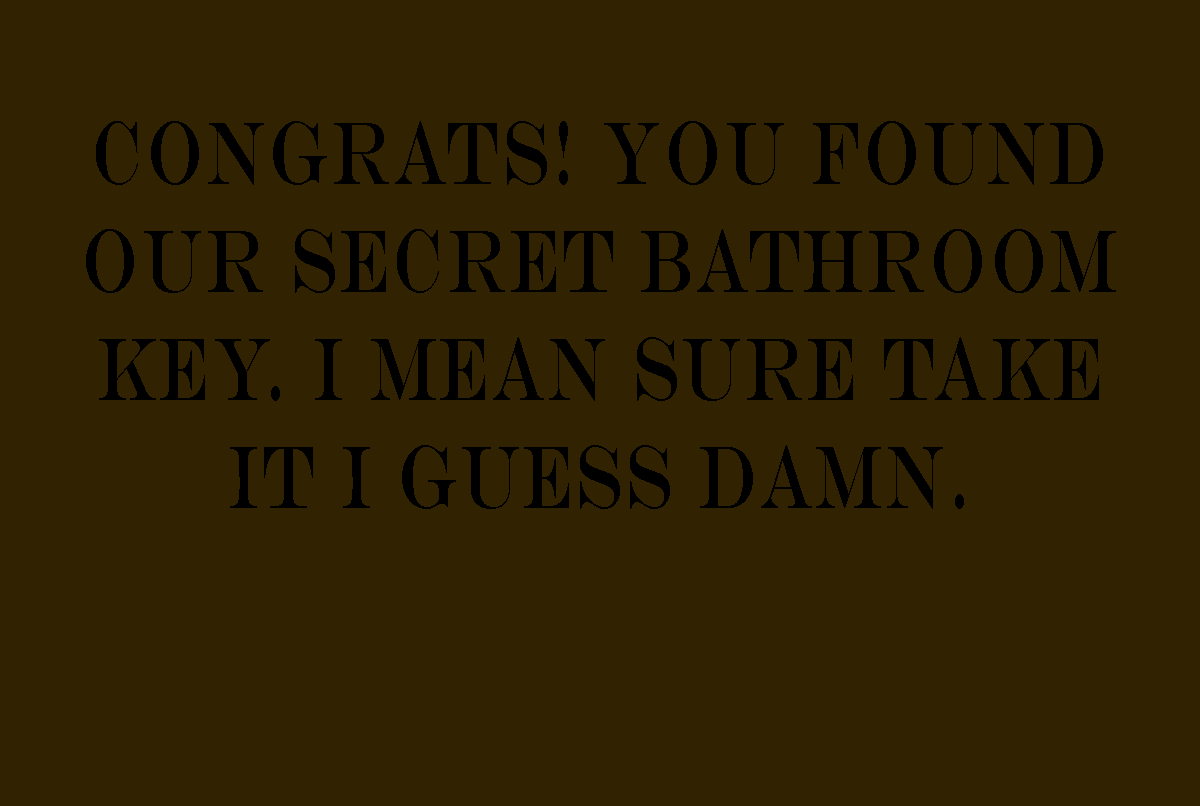 CONGRATS! YOU FOUND
OUR SECRET BATHROOM
KEY. I MEAN SURE TAKE
IT I GUESS DAMN.